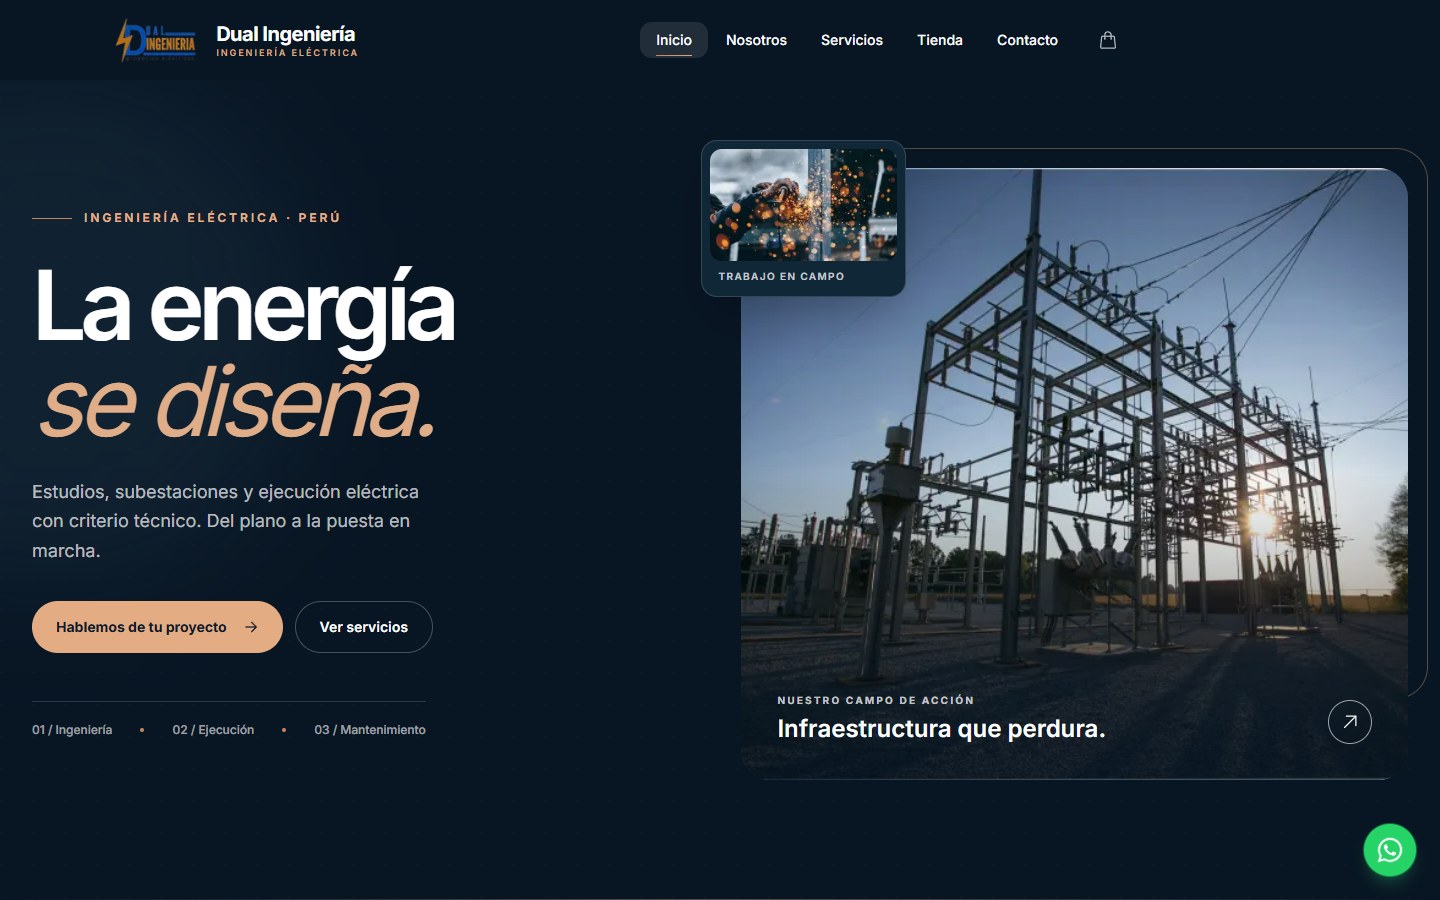 DUAL
INGENIERIA
Dual Ingeniería
INGENIERÍA ELÉCTRICA
Inicio
Nosotros
Servicios
Tienda
Contacto
INGENIERÍA ELÉCTRICA · PERÚ
La energía
se diseña.
Estudios, subestaciones y ejecución eléctrica
con criterio técnico. Del plano a la puesta en
marcha.
Hablemos de tu proyecto →
Ver servicios
01 / Ingeniería • 02 / Ejecución • 03 / Mantenimiento
TRABAJO EN CAMPO
NUESTRO CAMPO DE ACCIÓN
Infraestructura que perdura.